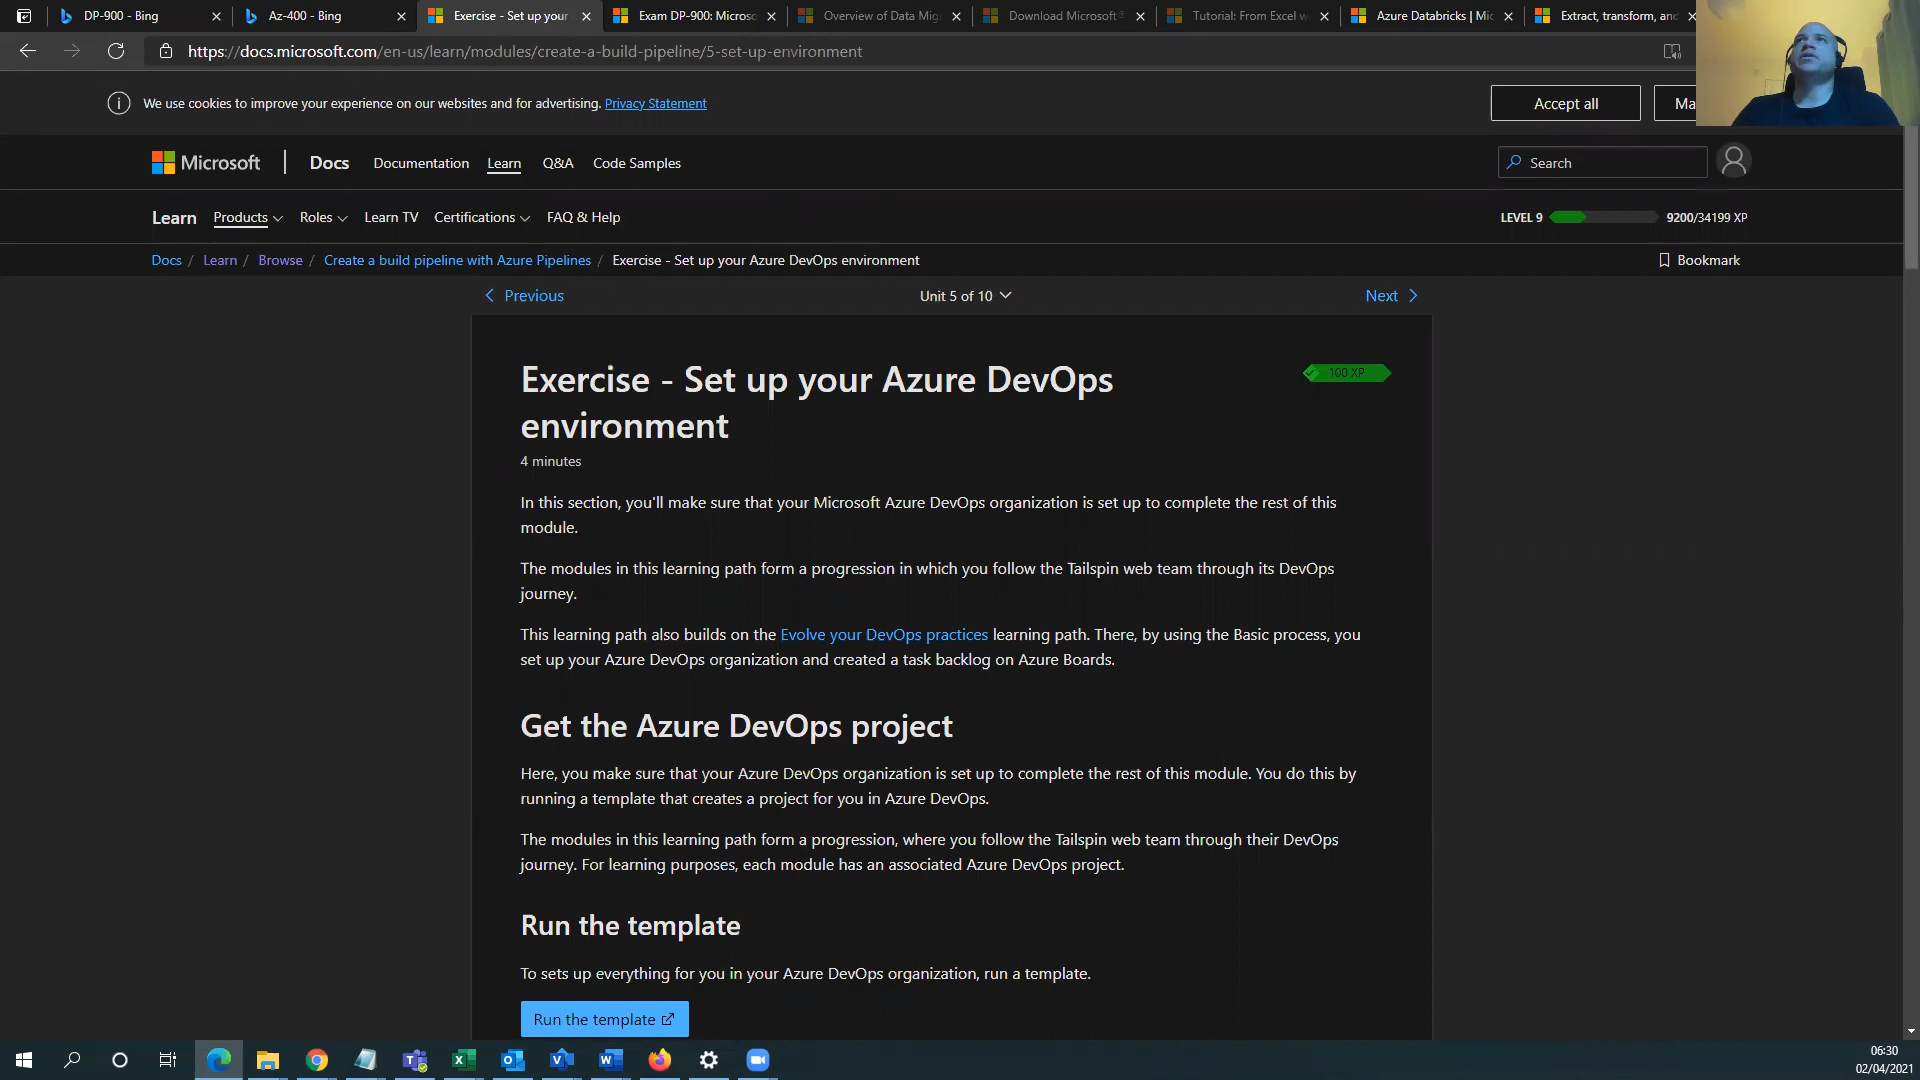 DP-900 - Bing
Az-400 - Bing
Exercise - Set up your
Exam DP-900: Microso
Overview of Data Mig
Download Microsoft®
Tutorial: From Excel w
Azure Databricks | Mic
Extract, transform, and
https://docs.microsoft.com/en-us/learn/modules/create-a-build-pipeline/5-set-up-environment
We use cookies to improve your experience on our websites and for advertising. Privacy Statement
Accept all
Ma
Microsoft
Docs
Documentation
Learn
Q&A
Code Samples
Search
Learn
Products
Roles
Learn TV
Certifications
FAQ & Help
LEVEL 9
9200/34199 XP
Docs / Learn / Browse / Create a build pipeline with Azure Pipelines / Exercise - Set up your Azure DevOps environment
Bookmark
Previous
Unit 5 of 10
Next
Exercise - Set up your Azure DevOps
environment
100 XP
4 minutes
In this section, you'll make sure that your Microsoft Azure DevOps organization is set up to complete the rest of this
module.
The modules in this learning path form a progression in which you follow the Tailspin web team through its DevOps
journey.
This learning path also builds on the Evolve your DevOps practices learning path. There, by using the Basic process, you
set up your Azure DevOps organization and created a task backlog on Azure Boards.
Get the Azure DevOps project
Here, you make sure that your Azure DevOps organization is set up to complete the rest of this module. You do this by
running a template that creates a project for you in Azure DevOps.
The modules in this learning path form a progression, where you follow the Tailspin web team through their DevOps
journey. For learning purposes, each module has an associated Azure DevOps project.
Run the template
To sets up everything for you in your Azure DevOps organization, run a template.
Run the template
06:30
02/04/2021